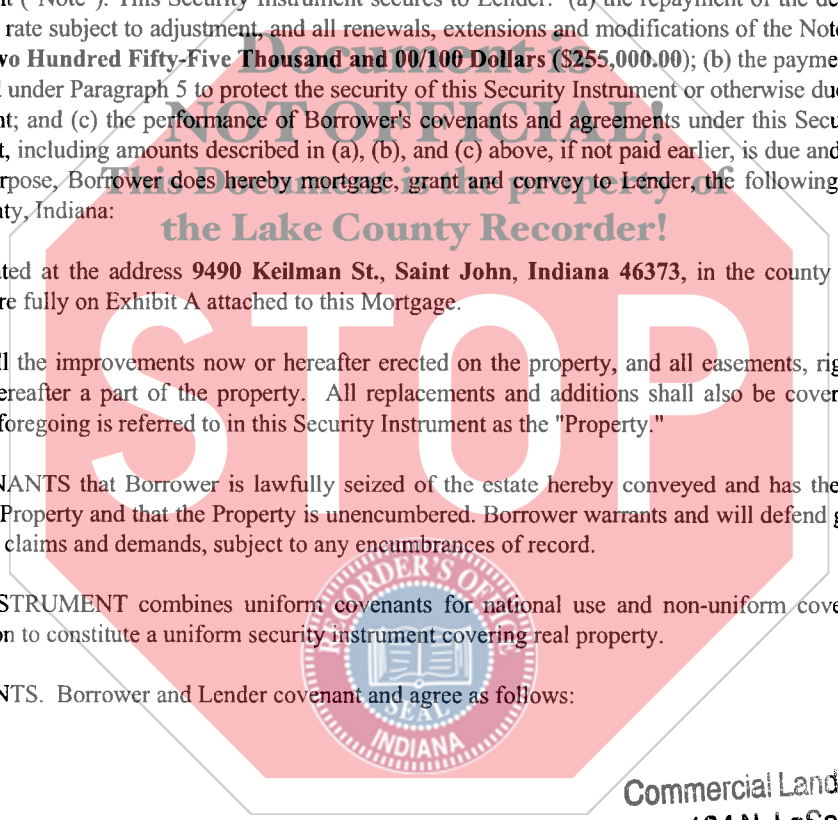 nt ("Note"). This Security Instrument secures to Lender: (a) the repayment of the de
rate subject to adjustment, and all renewals, extensions and modifications of the Not
wo Hundred Fifty-Five Thousand and 00/100 Dollars ($255,000.00); (b) the payme
under Paragraph 5 to protect the security of this Security Instrument or otherwise du
nt; and (c) the performance of Borrower's covenants and agreements under this Secu
t, including amounts described in (a), (b), and (c) above, if not paid earlier, is due and
rpose, Borrower does hereby mortgage, grant and convey to Lender, the following
nty, Indiana:
Document is
NOT OFFICIAL!
This Document is the property of
the Lake County Recorder!
ted at the address 9490 Keilman St., Saint John, Indiana 46373, in the county
re fully on Exhibit A attached to this Mortgage.
STOP
ll the improvements now or hereafter erected on the property, and all easements, rig
ereafter a part of the property. All replacements and additions shall also be cover
foregoing is referred to in this Security Instrument as the "Property."
NANTS that Borrower is lawfully seized of the estate hereby conveyed and has the
Property and that the Property is unencumbered. Borrower warrants and will defend g
claims and demands, subject to any encumbrances of record.
STRUMENT combines uniform covenants for national use and non-uniform cove
on to constitute a uniform security instrument covering real property.
NTS. Borrower and Lender covenant and agree as follows:
RECORDER'S OFFICE
SEAL
INDIANA
Commercial Land